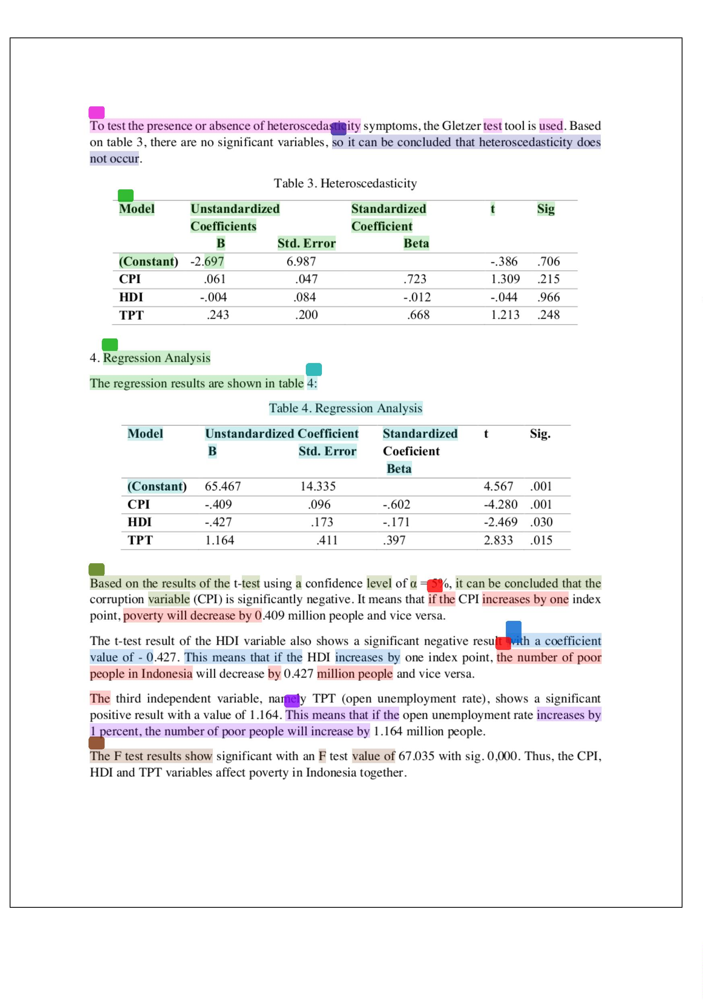 To test the presence or absence of heteroscedasticity symptoms, the Gletzer test tool is used. Based
on table 3, there are no significant variables, so it can be concluded that heteroscedasticity does
not occur.
Table 3. Heteroscedasticity
Model Unstandardized Standardized t Sig
Coefficients Coefficient
B Std. Error Beta
(Constant) -2.697 6.987 -.386 .706
CPI .061 .047 .723 1.309 .215
HDI -.004 .084 -.012 -.044 .966
TPT .243 .200 .668 1.213 .248
4. Regression Analysis
The regression results are shown in table 4:
Table 4. Regression Analysis
Model Unstandardized Coefficient Standardized t Sig.
B Std. Error Coeficient
Beta
(Constant) 65.467 14.335 4.567 .001
CPI -.409 .096 -.602 -4.280 .001
HDI -.427 .173 -.171 -2.469 .030
TPT 1.164 .411 .397 2.833 .015
Based on the results of the t-test using a confidence level of α = 5%, it can be concluded that the
corruption variable (CPI) is significantly negative. It means that if the CPI increases by one index
point, poverty will decrease by 0.409 million people and vice versa.
The t-test result of the HDI variable also shows a significant negative result with a coefficient
value of - 0.427. This means that if the HDI increases by one index point, the number of poor
people in Indonesia will decrease by 0.427 million people and vice versa.
The third independent variable, namely TPT (open unemployment rate), shows a significant
positive result with a value of 1.164. This means that if the open unemployment rate increases by
1 percent, the number of poor people will increase by 1.164 million people.
The F test results show significant with an F test value of 67.035 with sig. 0,000. Thus, the CPI,
HDI and TPT variables affect poverty in Indonesia together.